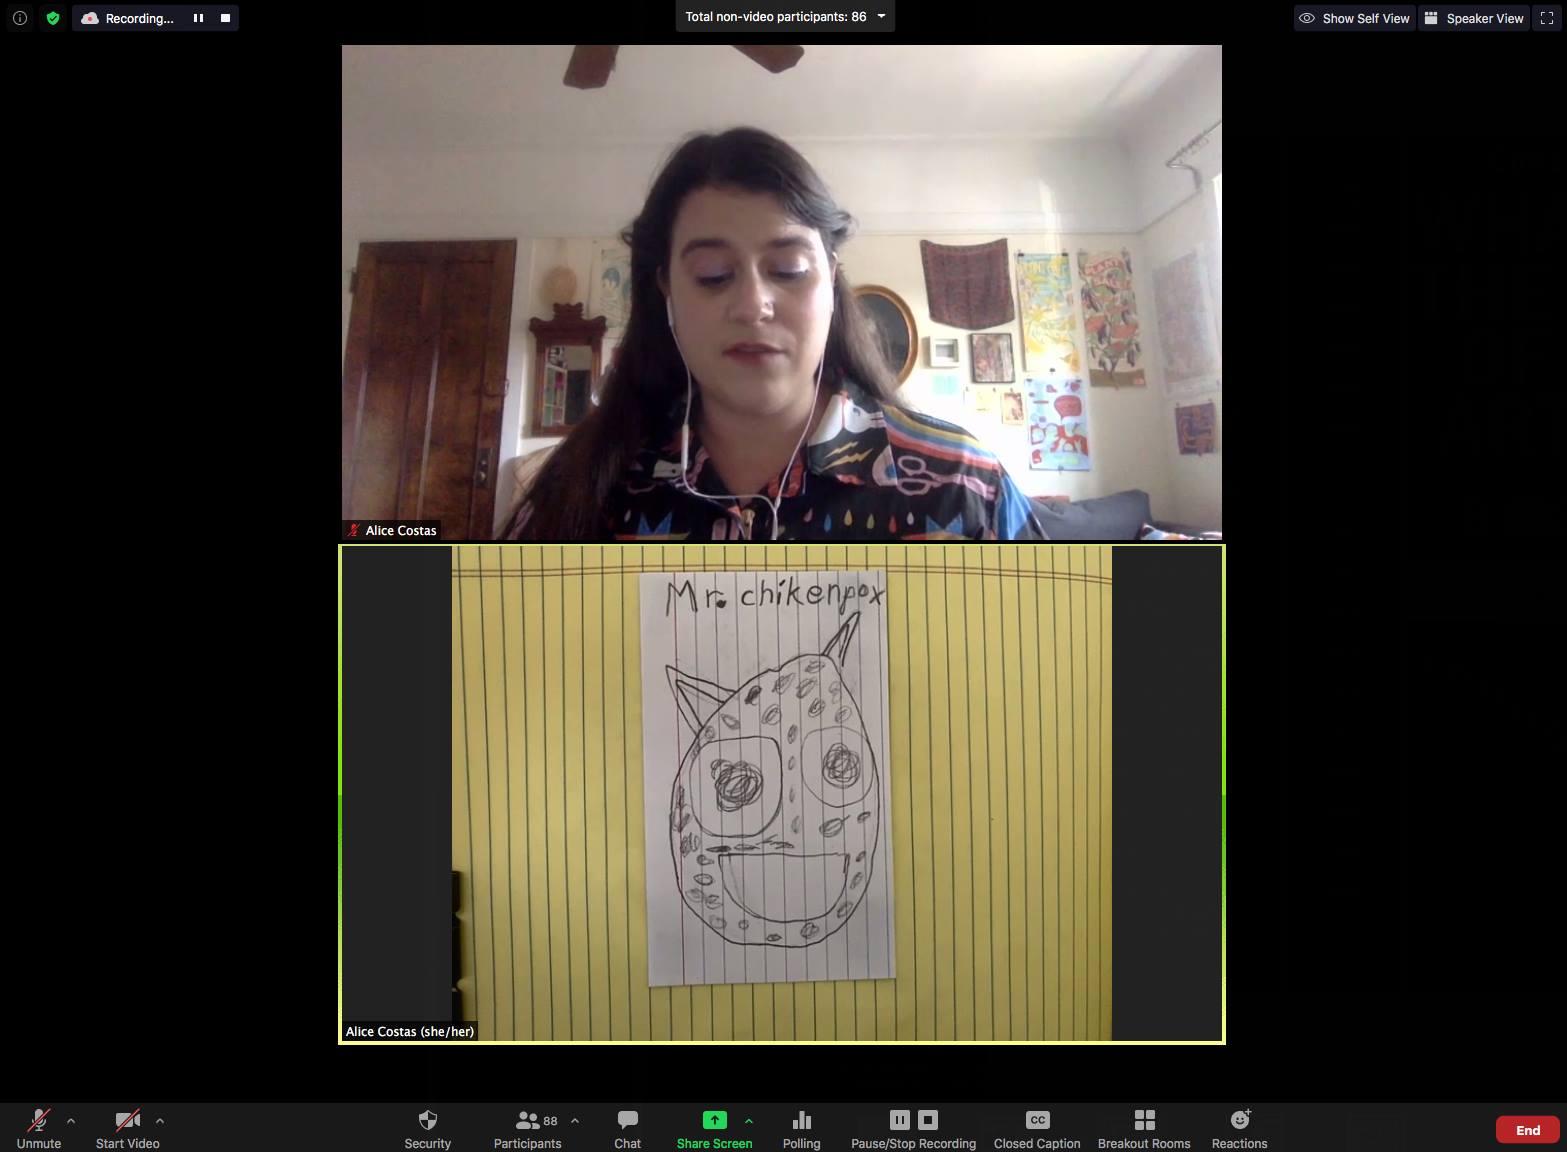 Recording...
Total non-video participants: 86
Show Self View
Speaker View
Alice Costas
Mr. chikenpox
Alice Costas (she/her)
Unmute
Start Video
Security
88
Participants
Chat
Share Screen
Polling
Pause/Stop Recording
CC
Closed Caption
Breakout Rooms
Reactions
End